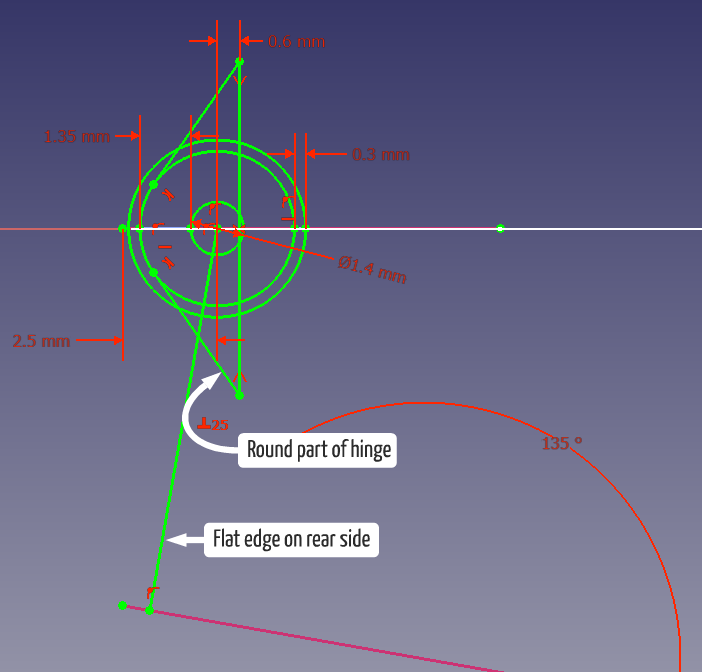 0.6 mm
1.35 mm
0.3 mm
Ø1.4 mm
2.5 mm
⊥25
Round part of hinge
135 °
Flat edge on rear side